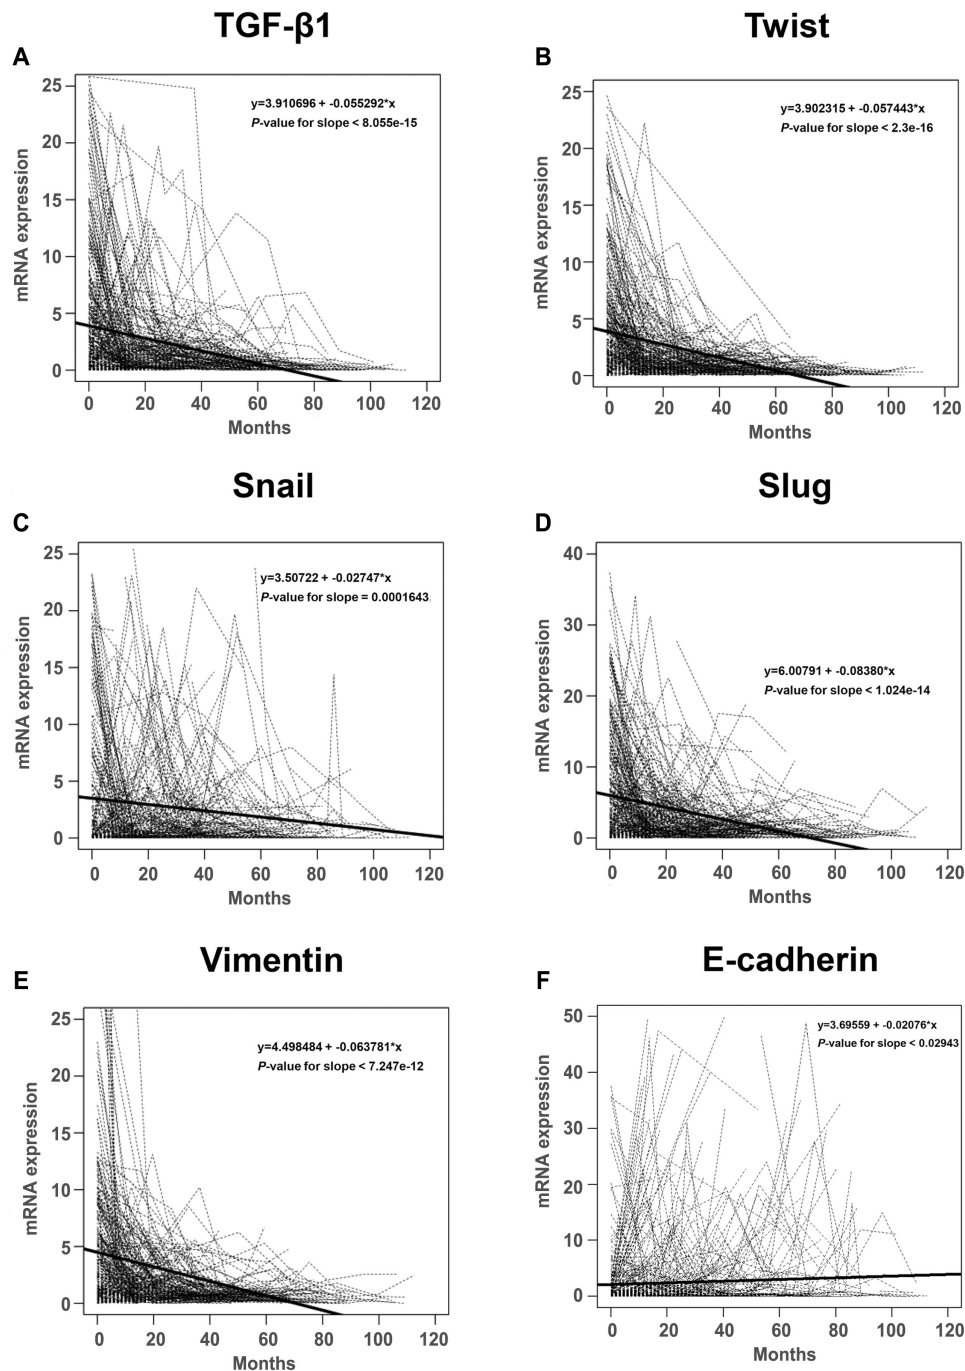 TGF-β1
A
25
20
15
10
5
0
mRNA expression
y=3.910696 + -0.055292*x
P-value for slope < 8.055e-15
0 20 40 60 80 100 120
Months
Twist
B
25
20
15
10
5
0
mRNA expression
y=3.902315 + -0.057443*x
P-value for slope < 2.3e-16
0 20 40 60 80 100 120
Months
Snail
C
25
20
15
10
5
0
mRNA expression
y=3.50722 + -0.02747*x
P-value for slope = 0.0001643
0 20 40 60 80 100 120
Months
Slug
D
40
30
20
10
0
mRNA expression
y=6.00791 + -0.08380*x
P-value for slope < 1.024e-14
0 20 40 60 80 100 120
Months
Vimentin
E
25
20
15
10
5
0
mRNA expression
y=4.498484 + -0.063781*x
P-value for slope < 7.247e-12
0 20 40 60 80 100 120
Months
E-cadherin
F
50
40
30
20
10
0
mRNA expression
y=3.69559 + -0.02076*x
P-value for slope < 0.02943
0 20 40 60 80 100 120
Months